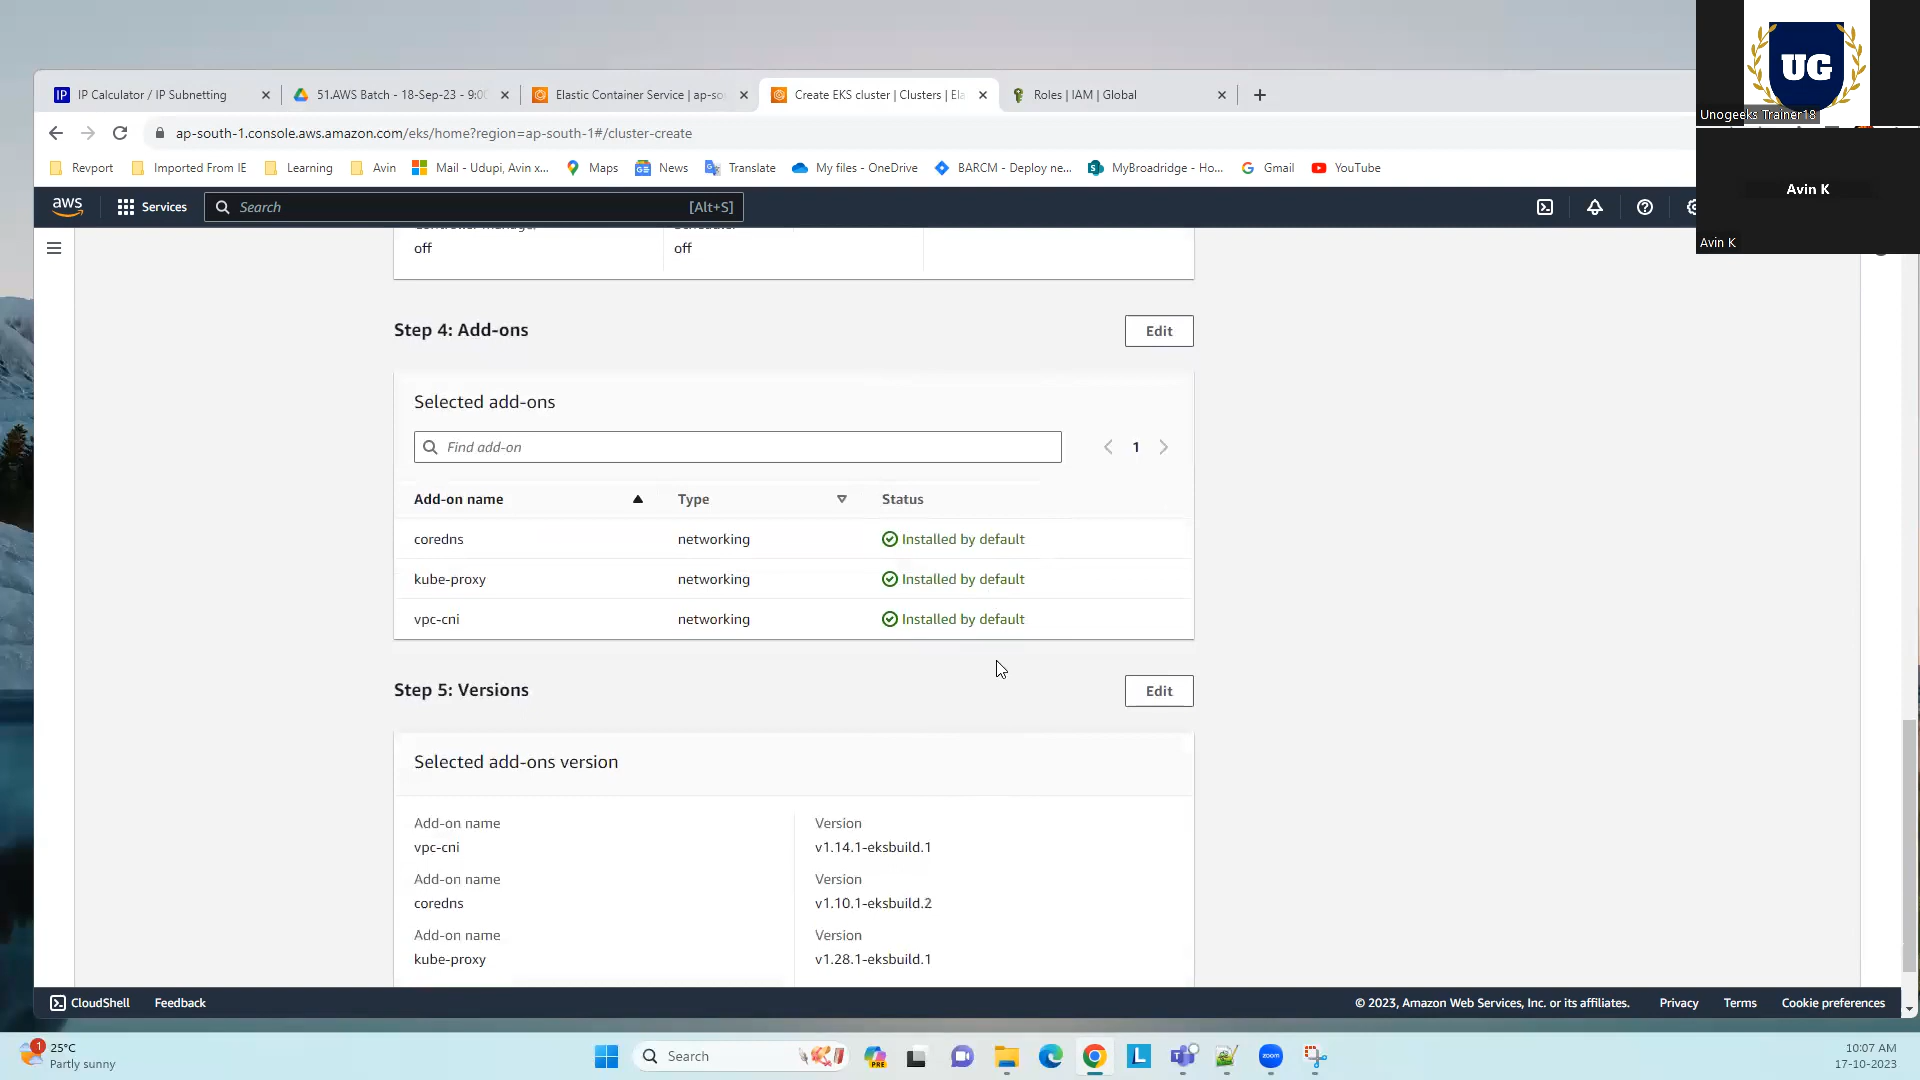 UG
Unogeeks Trainer18
Avin K
Avin K
IP IP Calculator / IP Subnetting
51.AWS Batch - 18-Sep-23 - 9:0
Elastic Container Service | ap-so
Create EKS cluster | Clusters | Ela
Roles | IAM | Global
ap-south-1.console.aws.amazon.com/eks/home?region=ap-south-1#/cluster-create
Revport
Imported From IE
Learning
Avin
Mail - Udupi, Avin x...
Maps
News
Translate
My files - OneDrive
BARCM - Deploy ne...
MyBroadridge - Ho...
Gmail
YouTube
aws
Services
Search
[Alt+S]
off
off
Step 4: Add-ons
Edit
Selected add-ons
Find add-on
1
Add-on name
Type
Status
coredns
networking
Installed by default
kube-proxy
networking
Installed by default
vpc-cni
networking
Installed by default
Step 5: Versions
Edit
Selected add-ons version
Add-on name
Version
vpc-cni
v1.14.1-eksbuild.1
Add-on name
Version
coredns
v1.10.1-eksbuild.2
Add-on name
Version
kube-proxy
v1.28.1-eksbuild.1
CloudShell
Feedback
© 2023, Amazon Web Services, Inc. or its affiliates.
Privacy
Terms
Cookie preferences
1
25°C
Partly sunny
Search
PRE
L
zoom
10:07 AM
17-10-2023